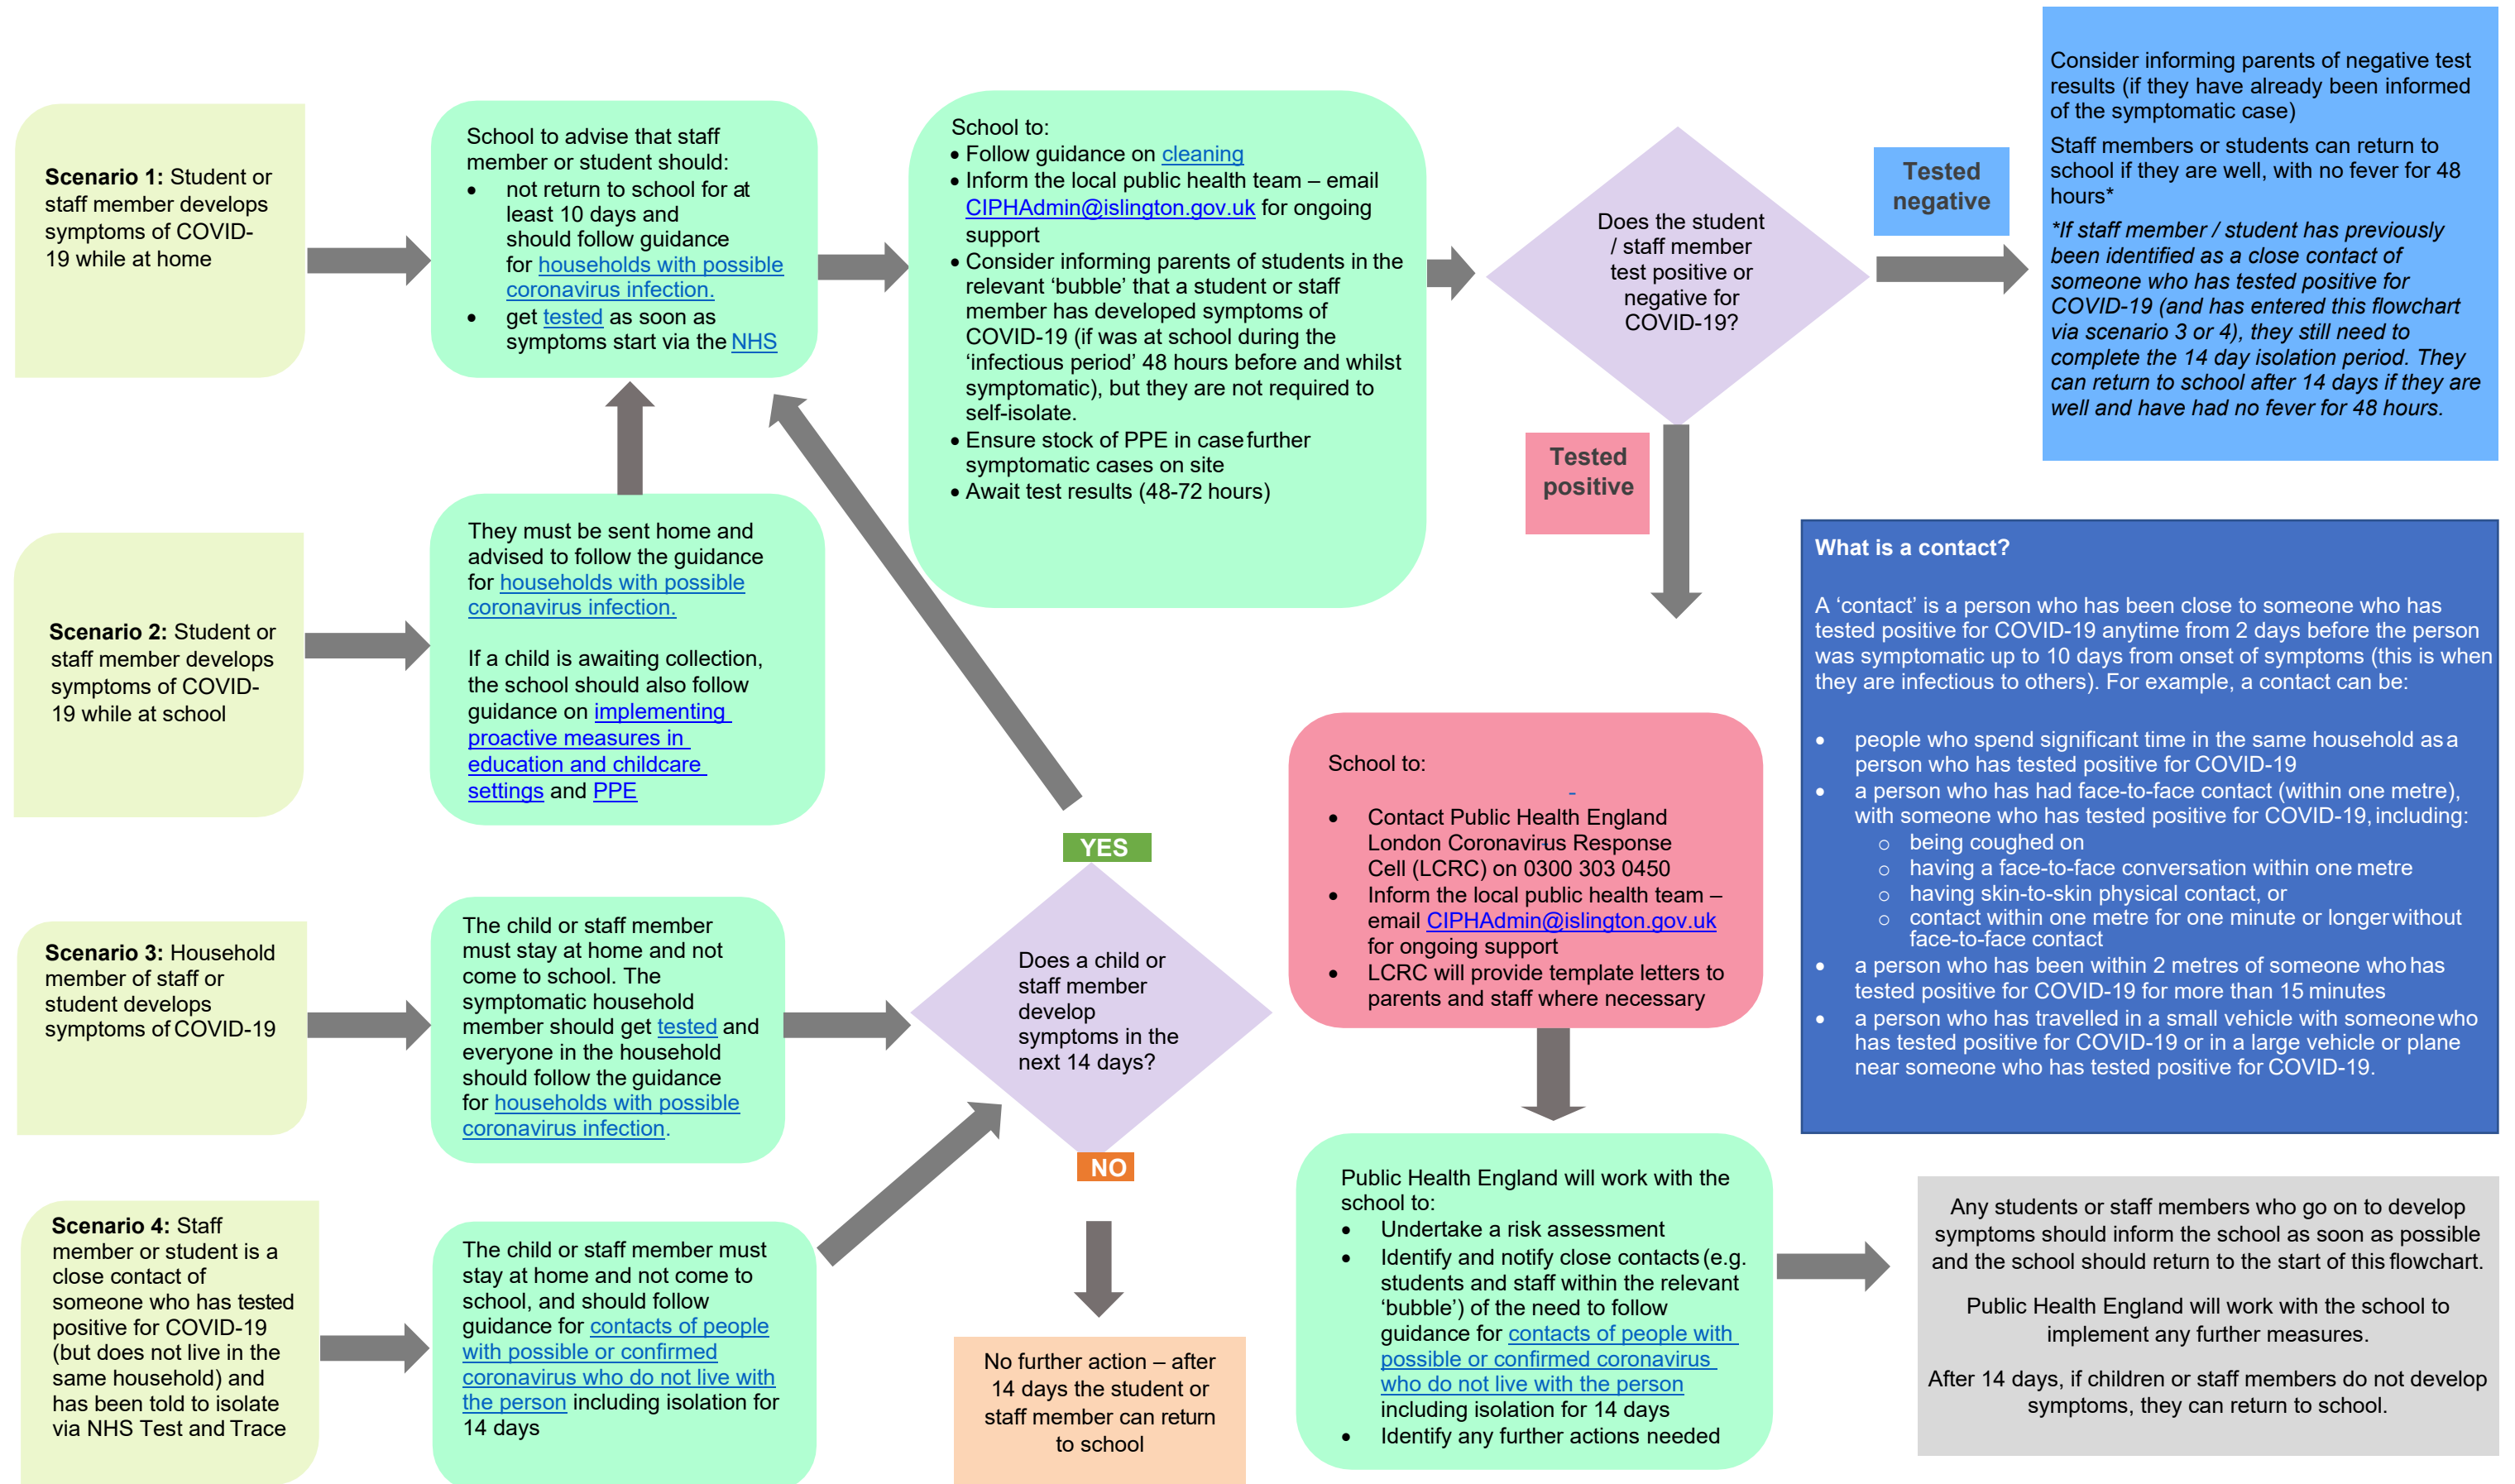 Scenario 1: Student or
staff member develops
symptoms of COVID-
19 while at home
School to advise that staff
member or student should:
• not return to school for at
least 10 days and
should follow guidance
for households with possible
coronavirus infection.
• get tested as soon as
symptoms start via the NHS
School to:
• Follow guidance on cleaning
• Inform the local public health team – email
CIPHAdmin@islington.gov.uk for ongoing
support
• Consider informing parents of students in the
relevant ‘bubble’ that a student or staff
member has developed symptoms of
COVID-19 (if was at school during the
‘infectious period’ 48 hours before and whilst
symptomatic), but they are not required to
self-isolate.
• Ensure stock of PPE in case further
symptomatic cases on site
• Await test results (48-72 hours)
Does the student
/ staff member
test positive or
negative for
COVID-19?
Tested
negative
Consider informing parents of negative test
results (if they have already been informed
of the symptomatic case)
Staff members or students can return to
school if they are well, with no fever for 48
hours*
*If staff member / student has previously
been identified as a close contact of
someone who has tested positive for
COVID-19 (and has entered this flowchart
via scenario 3 or 4), they still need to
complete the 14 day isolation period. They
can return to school after 14 days if they are
well and have had no fever for 48 hours.
Tested
positive
Scenario 2: Student or
staff member develops
symptoms of COVID-
19 while at school
They must be sent home and
advised to follow the guidance
for households with possible
coronavirus infection.
If a child is awaiting collection,
the school should also follow
guidance on implementing
proactive measures in
education and childcare
settings and PPE
What is a contact?
A ‘contact’ is a person who has been close to someone who has
tested positive for COVID-19 anytime from 2 days before the person
was symptomatic up to 10 days from onset of symptoms (this is when
they are infectious to others). For example, a contact can be:
• people who spend significant time in the same household as a
person who has tested positive for COVID-19
• a person who has had face-to-face contact (within one metre),
with someone who has tested positive for COVID-19, including:
o being coughed on
o having a face-to-face conversation within one metre
o having skin-to-skin physical contact, or
o contact within one metre for one minute or longer without
face-to-face contact
• a person who has been within 2 metres of someone who has
tested positive for COVID-19 for more than 15 minutes
• a person who has travelled in a small vehicle with someone who
has tested positive for COVID-19 or in a large vehicle or plane
near someone who has tested positive for COVID-19.
School to:
• Contact Public Health England
London Coronavirus Response
Cell (LCRC) on 0300 303 0450
• Inform the local public health team –
email CIPHAdmin@islington.gov.uk
for ongoing support
• LCRC will provide template letters to
parents and staff where necessary
Scenario 3: Household
member of staff or
student develops
symptoms of COVID-19
The child or staff member
must stay at home and not
come to school. The
symptomatic household
member should get tested and
everyone in the household
should follow the guidance
for households with possible
coronavirus infection.
YES
Does a child or
staff member
develop
symptoms in the
next 14 days?
NO
Scenario 4: Staff
member or student is a
close contact of
someone who has tested
positive for COVID-19
(but does not live in the
same household) and
has been told to isolate
via NHS Test and Trace
The child or staff member must
stay at home and not come to
school, and should follow
guidance for contacts of people
with possible or confirmed
coronavirus who do not live with
the person including isolation for
14 days
No further action – after
14 days the student or
staff member can return
to school
Public Health England will work with the
school to:
• Undertake a risk assessment
• Identify and notify close contacts (e.g.
students and staff within the relevant
‘bubble’) of the need to follow
guidance for contacts of people with
possible or confirmed coronavirus
who do not live with the person
including isolation for 14 days
• Identify any further actions needed
Any students or staff members who go on to develop
symptoms should inform the school as soon as possible
and the school should return to the start of this flowchart.
Public Health England will work with the school to
implement any further measures.
After 14 days, if children or staff members do not develop
symptoms, they can return to school.